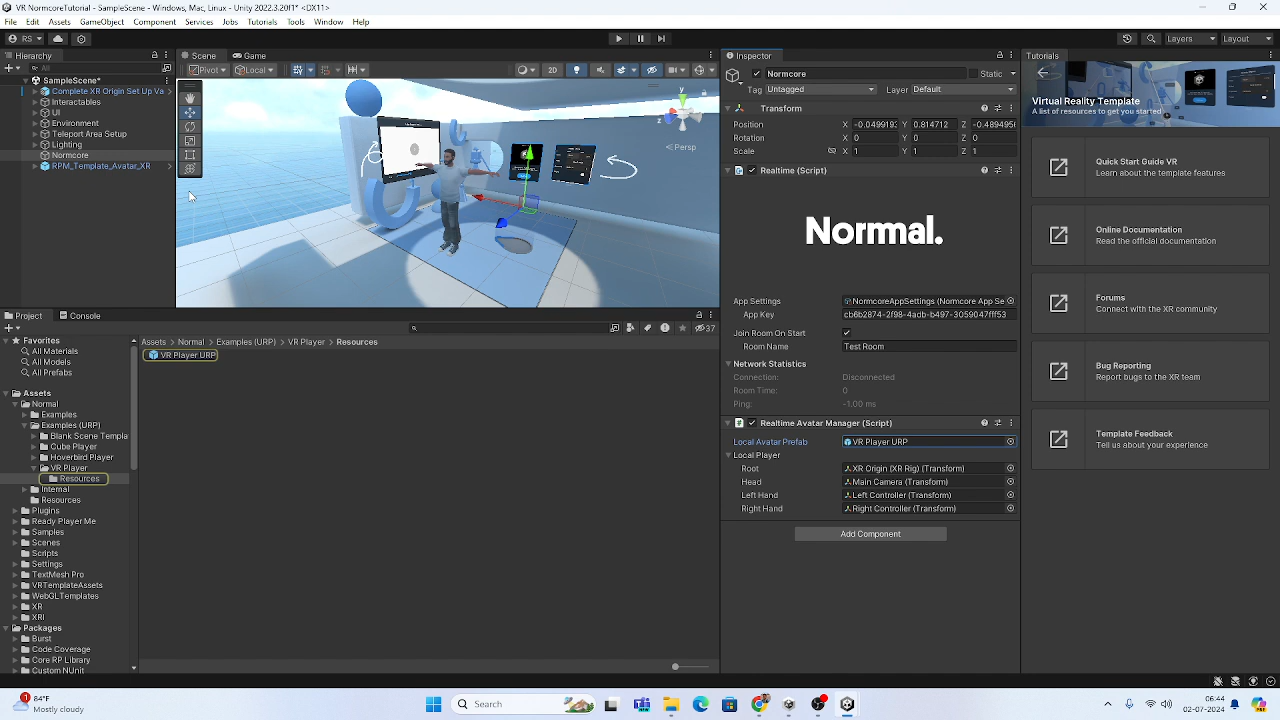 VR NormcoreTutorial - SampleScene - Windows, Mac, Linux - Unity 2022.3.20f1* <DX11>
File Edit Assets GameObject Component Services Jobs Tutorials Tools Window Help
RS Layers Layout
Hierarchy
All
SampleScene*
Complete XR Origin Set Up Va
Interactables
UI
Environment
Teleport Area Setup
Lighting
Normcore
RPM_Template_Avatar_XR
Scene Game
Pivot Local 2D
y
z
Persp
Inspector
Normcore Static
Tag Untagged Layer Default
Transform
Position X -0.049919 Y 0.814712 Z -0.489495
Rotation X 0 Y 0 Z 0
Scale X 1 Y 1 Z 1
Realtime (Script)
Normal.
App Settings NormcoreAppSettings (Normcore App Se
App Key cb6b2874-2f98-4adb-b497-3059047fff53
Join Room On Start
Room Name Test Room
Network Statistics
Connection: Disconnected
Room Time: 0
Ping: -1.00 ms
Realtime Avatar Manager (Script)
Local Avatar Prefab VR Player URP
Local Player
Root XR Origin (XR Rig) (Transform)
Head Main Camera (Transform)
Left Hand Left Controller (Transform)
Right Hand Right Controller (Transform)
Add Component
Tutorials
Virtual Reality Template
A list of resources to get you started
Quick Start Guide VR
Learn about the template features
Online Documentation
Read the official documentation
Forums
Connect with the XR community
Bug Reporting
Report bugs to the XR team
Template Feedback
Tell us about your experience
Project Console
37
Favorites
All Materials
All Models
All Prefabs
Assets
Normal
Examples
Examples (URP)
Blank Scene Templa
Cube Player
Hoverbird Player
VR Player
Resources
Internal
Resources
Plugins
Ready Player Me
Samples
Scenes
Scripts
Settings
TextMesh Pro
VRTemplateAssets
WebGLTemplates
XR
XRI
Packages
Burst
Code Coverage
Core RP Library
Custom NUnit
Assets > Normal > Examples (URP) > VR Player > Resources
VR Player URP
1
84°F
Mostly cloudy
Search
06:44
02-07-2024